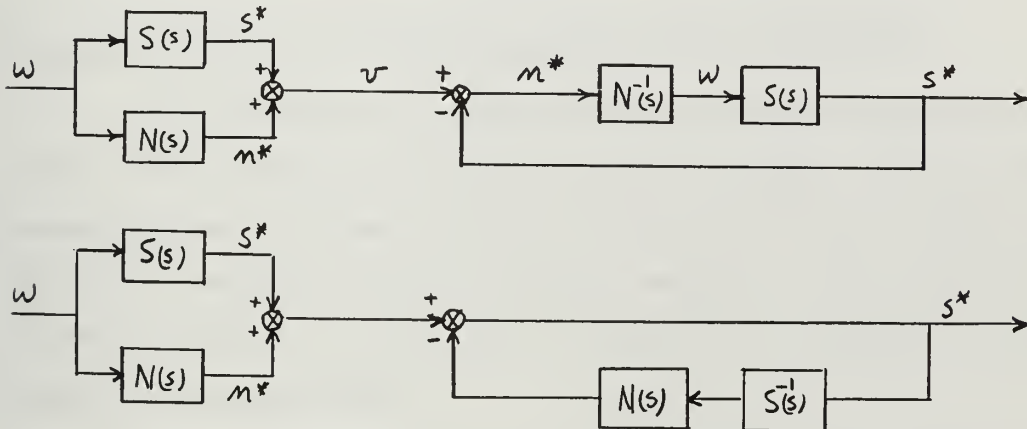 S(s) s*
w + v + n* N⁻¹(s) w S(s) s*
+ -
N(s) n*
S(s) s*
w + + s*
+ -
N(s) n* N(s) S⁻¹(s)